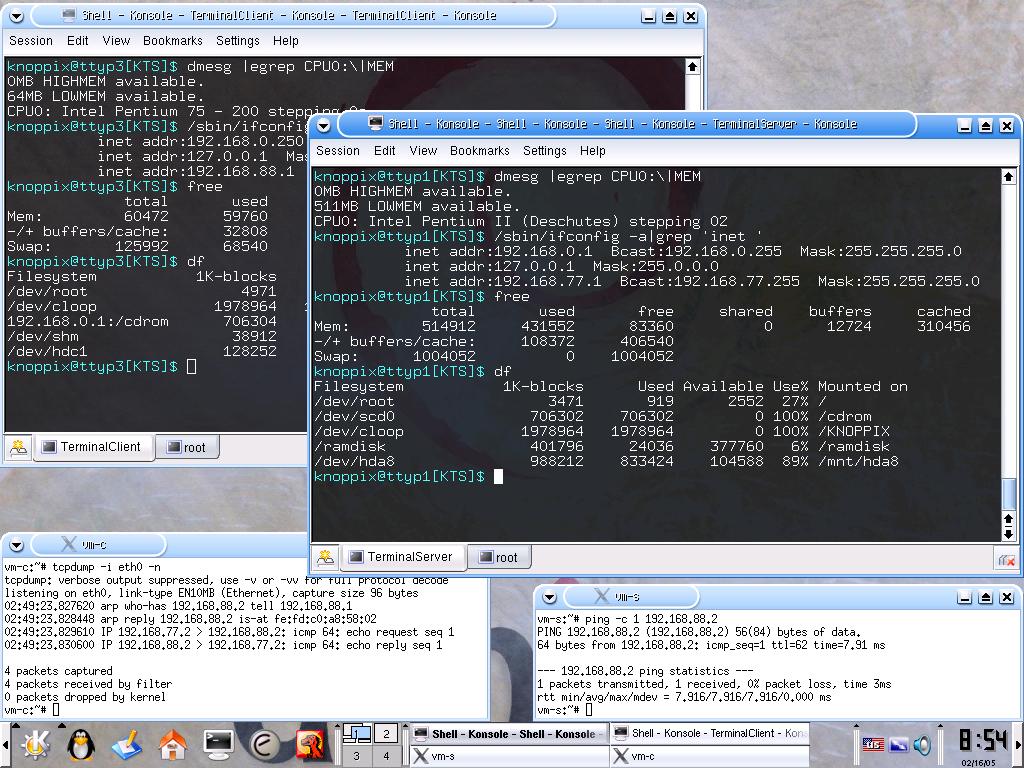 Shell - Konsole - TerminalClient - Konsole - TerminalClient - Konsole
Session Edit View Bookmarks Settings Help
knoppix@ttyp3[KTS]$ dmesg |egrep CPU0:\|MEM
0MB HIGHMEM available.
64MB LOWMEM available.
CPU0: Intel Pentium 75 - 200 stepping
knoppix@ttyp3[KTS]$ /sbin/ifconfig
inet addr:192.168.0.250
inet addr:127.0.0.1 Mas
inet addr:192.168.88.1
knoppix@ttyp3[KTS]$ free
total used
Mem: 60472 59760
-/+ buffers/cache: 32808
Swap: 125992 68540
knoppix@ttyp3[KTS]$ df
Filesystem 1K-blocks
/dev/root 4971
/dev/cloop 1978964
192.168.0.1:/cdrom 706304
/dev/shm 38912
/dev/hdc1 128252
knoppix@ttyp3[KTS]$
TerminalClient root
Shell - Konsole - Shell - Konsole - Shell - Konsole - TerminalServer - Konsole
Session Edit View Bookmarks Settings Help
knoppix@ttyp1[KTS]$ dmesg |egrep CPU0:\|MEM
0MB HIGHMEM available.
511MB LOWMEM available.
CPU0: Intel Pentium II (Deschutes) stepping 02
knoppix@ttyp1[KTS]$ /sbin/ifconfig -a|grep 'inet '
inet addr:192.168.0.1 Bcast:192.168.0.255 Mask:255.255.255.0
inet addr:127.0.0.1 Mask:255.0.0.0
inet addr:192.168.77.1 Bcast:192.168.77.255 Mask:255.255.255.0
knoppix@ttyp1[KTS]$ free
total used free shared buffers cached
Mem: 514912 431552 83360 0 12724 310456
-/+ buffers/cache: 108372 406540
Swap: 1004052 0 1004052
knoppix@ttyp1[KTS]$ df
Filesystem 1K-blocks Used Available Use% Mounted on
/dev/root 3471 919 2552 27% /
/dev/scd0 706302 706302 0 100% /cdrom
/dev/cloop 1978964 1978964 0 100% /KNOPPIX
/ramdisk 401796 24036 377760 6% /ramdisk
/dev/hda8 988212 833424 104588 89% /mnt/hda8
knoppix@ttyp1[KTS]$
TerminalServer root
vm-c
vm-c:~# tcpdump -i eth0 -n
tcpdump: verbose output suppressed, use -v or -vv for full protocol decode
listening on eth0, link-type EN10MB (Ethernet), capture size 96 bytes
02:49:23.827620 arp who-has 192.168.88.2 tell 192.168.88.1
02:49:23.828448 arp reply 192.168.88.2 is-at fe:fd:c0:a8:58:02
02:49:23.829610 IP 192.168.77.2 > 192.168.88.2: icmp 64: echo request seq 1
02:49:23.830600 IP 192.168.88.2 > 192.168.77.2: icmp 64: echo reply seq 1
4 packets captured
4 packets received by filter
0 packets dropped by kernel
vm-c:~#
vm-s
vm-s:~# ping -c 1 192.168.88.2
PING 192.168.88.2 (192.168.88.2) 56(84) bytes of data.
64 bytes from 192.168.88.2: icmp_seq=1 ttl=62 time=7.91 ms
--- 192.168.88.2 ping statistics ---
1 packets transmitted, 1 received, 0% packet loss, time 3ms
rtt min/avg/max/mdev = 7.916/7.916/7.916/0.000 ms
vm-s:~#
1 2
3 4
Shell - Konsole - Shell - Konsole - Shell - Konsole - TerminalClient - Kons
vm-s vm-c
us
8:54
02/16/05